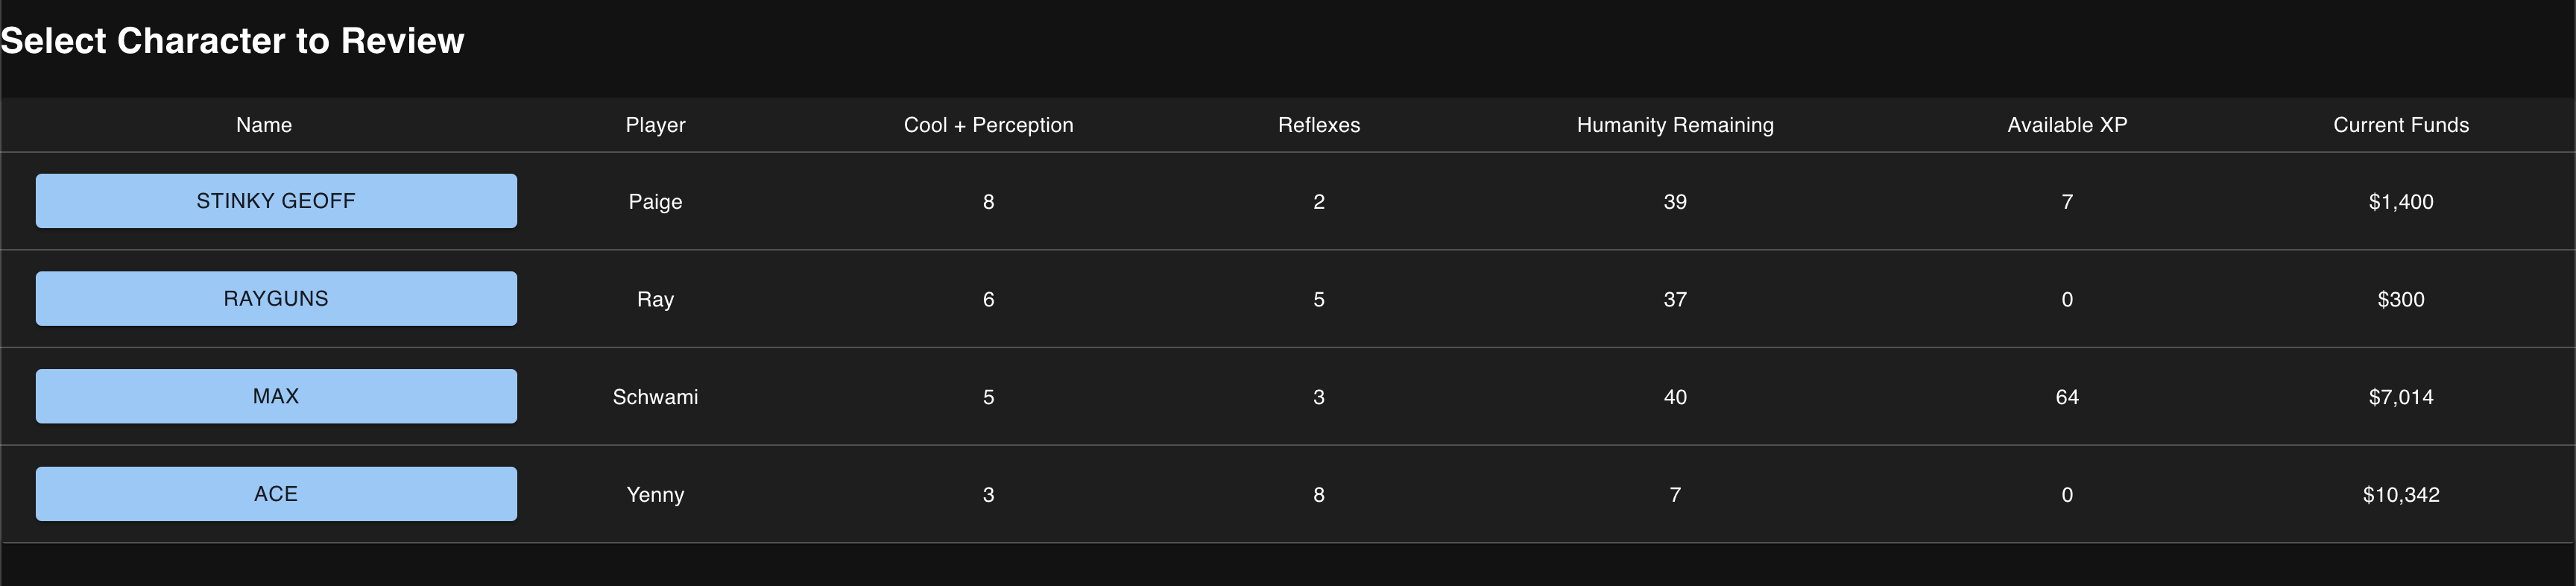 Select Character to Review
Name Player Cool + Perception Reflexes Humanity Remaining Available XP Current Funds
STINKY GEOFF Paige 8 2 39 7 $1,400
RAYGUNS Ray 6 5 37 0 $300
MAX Schwami 5 3 40 64 $7,014
ACE Yenny 3 8 7 0 $10,342